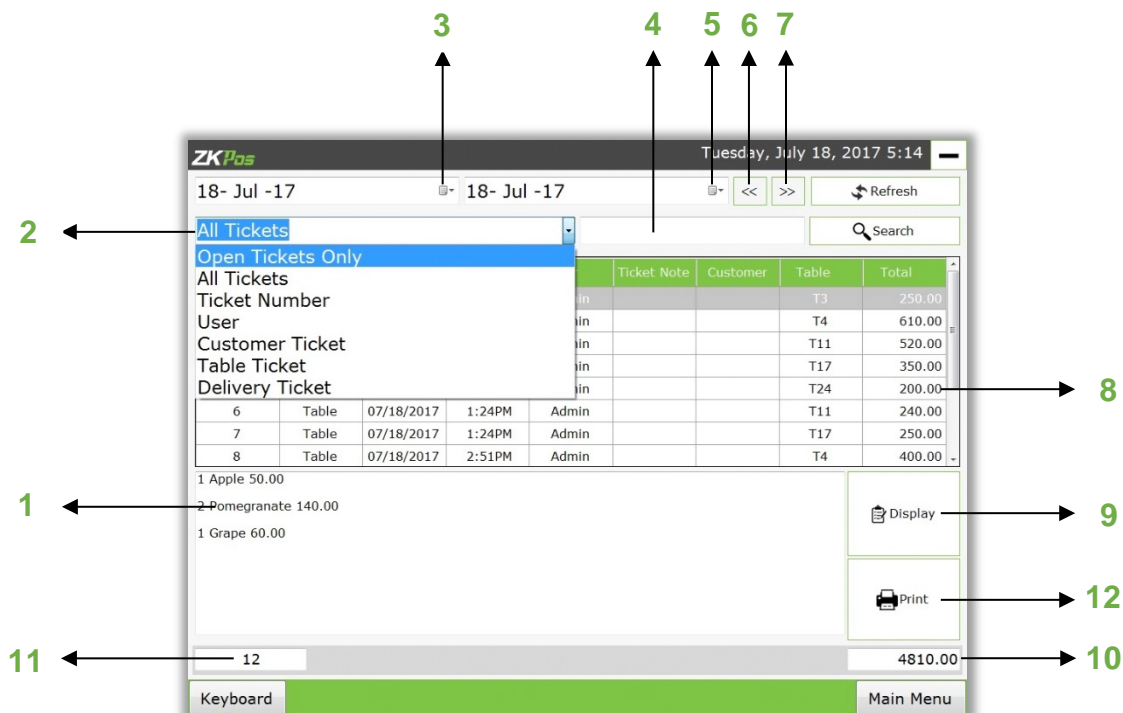 3 4 5 6 7
ZKPos Tuesday, July 18, 2017 5:14
18- Jul -17 18- Jul -17 << >> Refresh
2 All Tickets Search
Open Tickets Only Ticket Note Customer Table Total
All Tickets in T3 250.00
Ticket Number
User in T4 610.00
Customer Ticket in T11 520.00
Table Ticket in T17 350.00
Delivery Ticket in T24 200.00 8
6 Table 07/18/2017 1:24PM Admin T11 240.00
7 Table 07/18/2017 1:24PM Admin T17 250.00
8 Table 07/18/2017 2:51PM Admin T4 400.00
1 Apple 50.00
1 2 Pomegranate 140.00 Display 9
1 Grape 60.00
Print 12
11 12 4810.00 10
Keyboard Main Menu